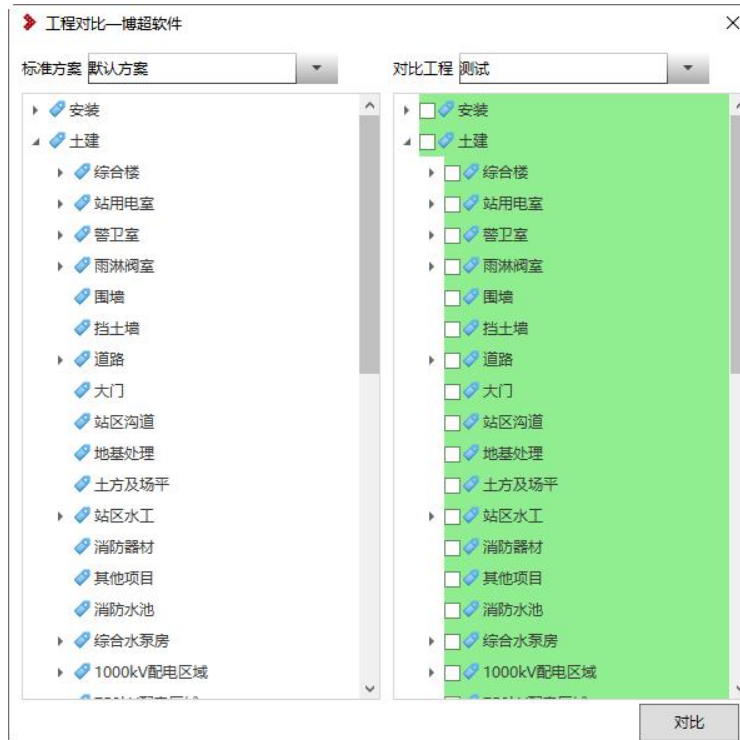 工程对比—博超软件
标准方案 默认方案
对比工程 测试
安装
土建
综合楼
站用电室
警卫室
雨淋阀室
围墙
挡土墙
道路
大门
站区沟道
地基处理
土方及场平
站区水工
消防器材
其他项目
消防水池
综合水泵房
1000kV配电区域
安装
土建
综合楼
站用电室
警卫室
雨淋阀室
围墙
挡土墙
道路
大门
站区沟道
地基处理
土方及场平
站区水工
消防器材
其他项目
消防水池
综合水泵房
1000kV配电区域
对比